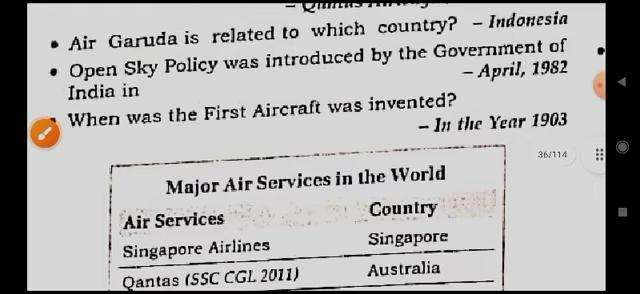 – Qantas
• Air Garuda is related to which country? – Indonesia
• Open Sky Policy was introduced by the Government of
India in – April, 1982
When was the First Aircraft was invented?
– In the Year 1903
36/114
Major Air Services in the World
Air Services Country
Singapore Airlines Singapore
Qantas (SSC CGL 2011) Australia